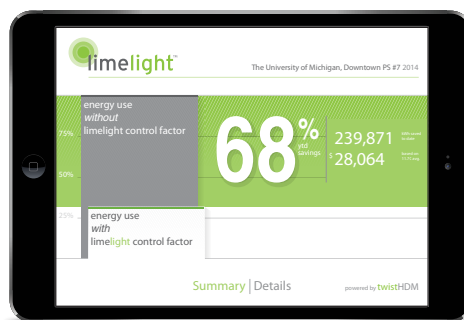 limelight™
The University of Michigan, Downtown PS #7 2014
energy use
without
limelight control factor
75%
50%
25%
68%
ytd
savings
239,871
$ 28,064
energy use
with
limelight control factor
Summary | Details
powered by twistHDM